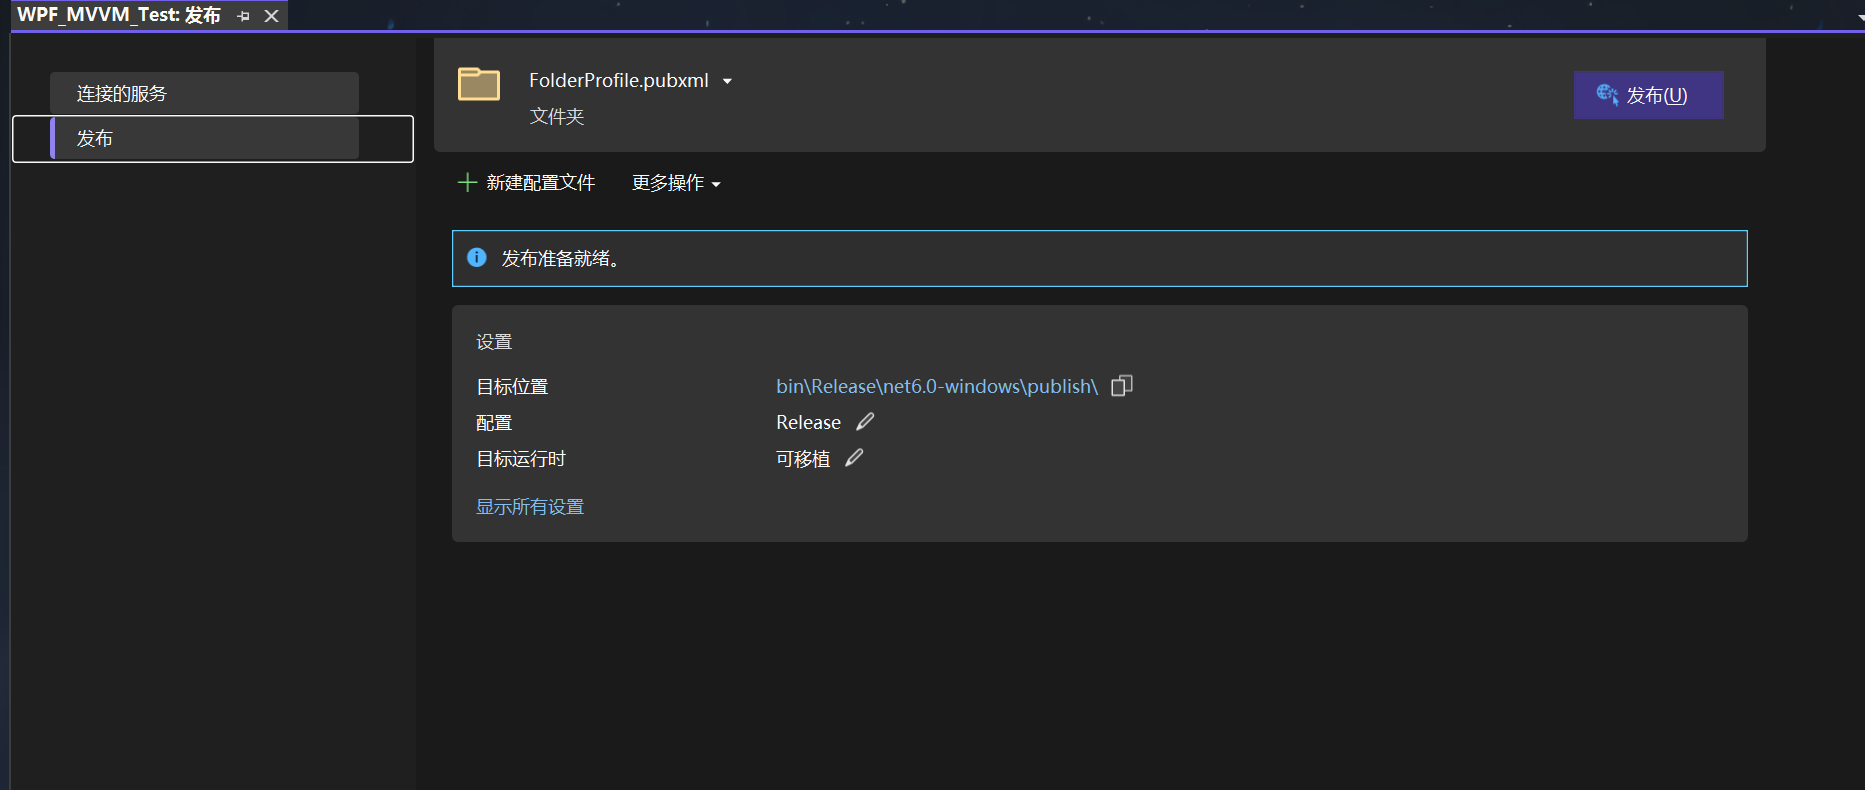 WPF_MVVM_Test: 发布
连接的服务
发布
FolderProfile.pubxml
文件夹
发布(U)
新建配置文件 更多操作
发布准备就绪。
设置
目标位置 bin\Release\net6.0-windows\publish\
配置 Release
目标运行时 可移植
显示所有设置